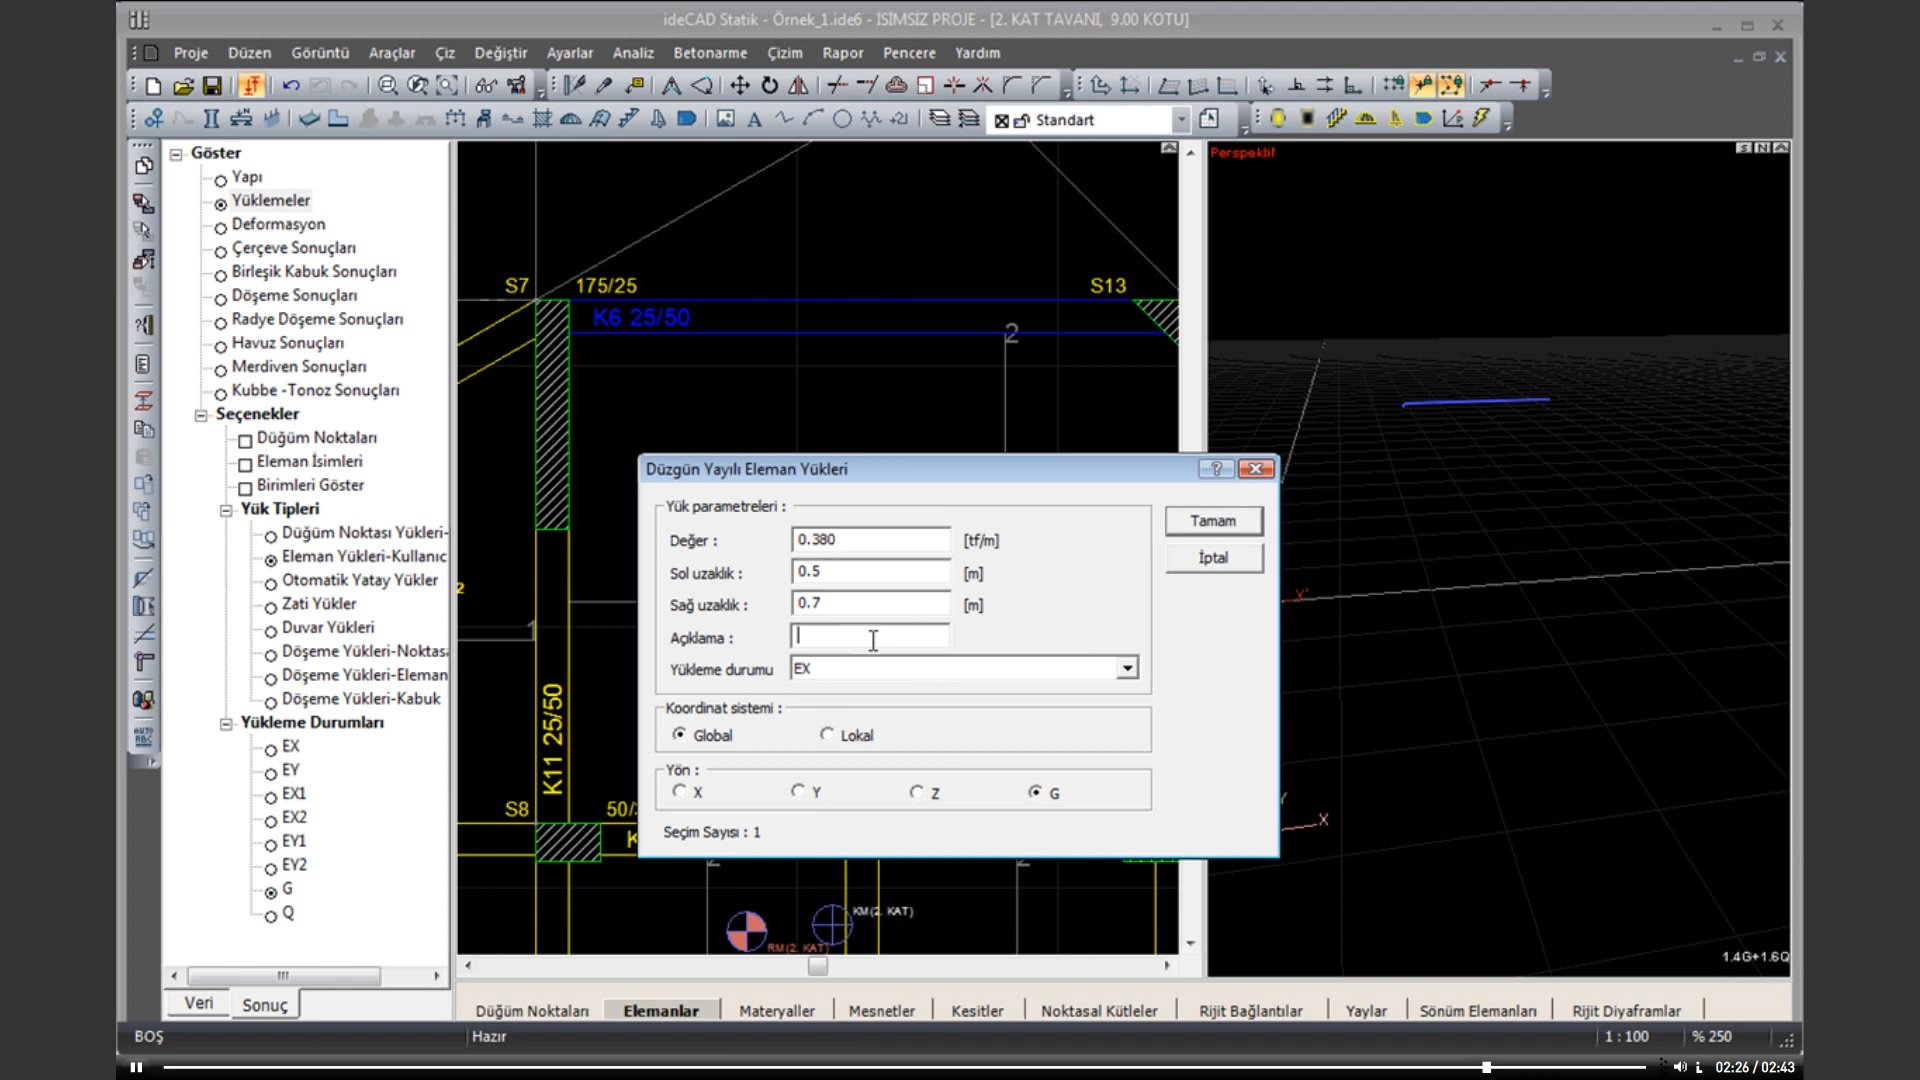 ideCAD Statik - Örnek_1.ide6 - İSİMSİZ PROJE - [2. KAT TAVANI, 9.00 KOTU]
Proje Düzen Görüntü Araçlar Çiz Değiştir Ayarlar Analiz Betonarme Çizim Rapor Pencere Yardım
Standart
Göster
Yapı
Yüklemeler
Deformasyon
Çerçeve Sonuçları
Birleşik Kabuk Sonuçları
Döşeme Sonuçları
Radye Döşeme Sonuçları
Havuz Sonuçları
Merdiven Sonuçları
Kubbe -Tonoz Sonuçları
Seçenekler
Düğüm Noktaları
Eleman İsimleri
Birimleri Göster
Yük Tipleri
Düğüm Noktası Yükleri-
Eleman Yükleri-Kullanıc
Otomatik Yatay Yükler
Zati Yükler
Duvar Yükleri
Döşeme Yükleri-Noktasa
Döşeme Yükleri-Eleman
Döşeme Yükleri-Kabuk
Yükleme Durumları
EX
EY
EX1
EX2
EY1
EY2
G
Q
Veri Sonuç
S7 175/25 S13
K6 25/50
2
2
1
K11 25/50
S8 50/
K
2 2
KM(2. KAT)
RM(2. KAT)
Perspektif
S N
X'
Y
X
1.4G+1.6Q
Düzgün Yayılı Eleman Yükleri
Yük parametreleri :
Değer : 0.380 [tf/m]
Sol uzaklık : 0.5 [m]
Sağ uzaklık : 0.7 [m]
Açıklama :
Yükleme durumu EX
Koordinat sistemi :
Global Lokal
Yön :
X Y Z G
Seçim Sayısı : 1
Tamam
İptal
Düğüm Noktaları Elemanlar Materyaller Mesnetler Kesitler Noktasal Kütleler Rijit Bağlantılar Yaylar Sönüm Elemanları Rijit Diyaframlar
BOŞ Hazır 1 : 100 % 250
02:26 / 02:43